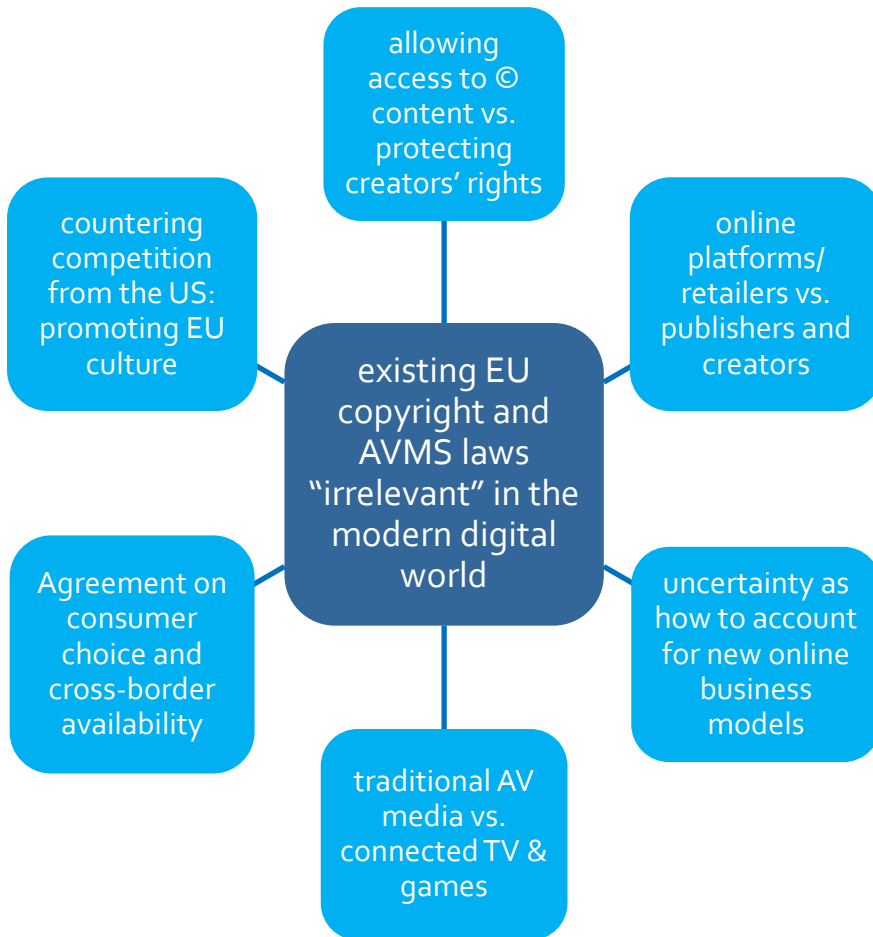 allowing
access to ©
content vs.
protecting
creators’ rights
online
platforms/
retailers vs.
publishers and
creators
uncertainty as
how to account
for new online
business
models
traditional AV
media vs.
connected TV &
games
Agreement on
consumer
choice and
cross-border
availability
countering
competition
from the US:
promoting EU
culture
existing EU
copyright and
AVMS laws
“irrelevant” in the
modern digital
world